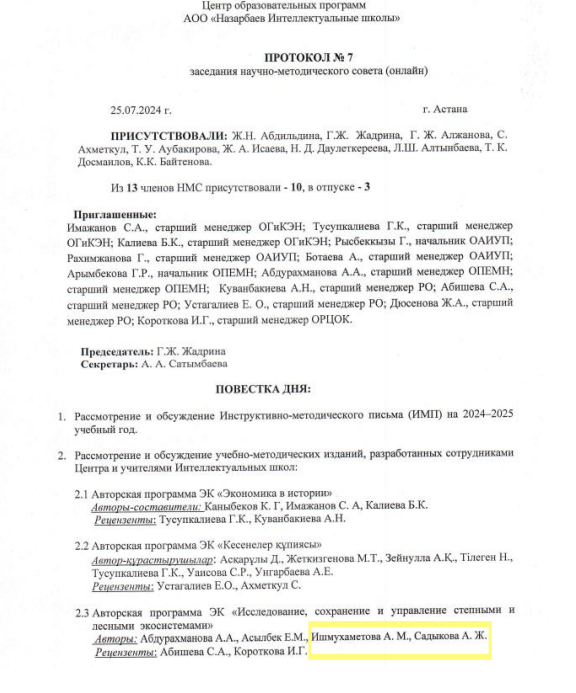 Центр образовательных программ
АОО «Назарбаев Интеллектуальные школы»
ПРОТОКОЛ № 7
заседания научно-методического совета (онлайн)
25.07.2024 г. г. Астана
ПРИСУТСТВОВАЛИ: Ж.Н. Абдильдина, Г.Ж. Жадрина, Г. Ж. Алжанова, С.
Ахметкул, Т. У. Аубакирова, Ж. А. Исаева, Н. Д. Даулеткереева, Л.Ш. Алтынбаева, Т. К.
Досмаилов, К.К. Байтенова.
Из 13 членов НМС присутствовали - 10, в отпуске - 3
Приглашенные:
Имажанов С.А., старший менеджер ОГиКЭН; Тусупкалиева Г.К., старший менеджер
ОГиКЭН; Калиева Б.К., старший менеджер ОГиКЭН; Рысбеккызы Г., начальник ОАИУП;
Рахимжанова Г., старший менеджер ОАИУП; Ботаева А., старший менеджер ОАИУП;
Арымбекова Г.Р., начальник ОПЕМН; Абдурахманова А.А., старший менеджер ОПЕМН;
старший менеджер ОПЕМН; Куванбакиева А.Н., старший менеджер РО; Абишева С.А.,
старший менеджер РО; Устагалиев Е. О., старший менеджер РО; Дюсенова Ж.А., старший
менеджер РО; Короткова И.Г., старший менеджер ОРЦОК.
Председатель: Г.Ж. Жадрина
Секретарь: А. А. Сатымбаева
ПОВЕСТКА ДНЯ:
1. Рассмотрение и обсуждение Инструктивно-методического письма (ИМП) на 2024–2025
учебный год.
2. Рассмотрение и обсуждение учебно-методических изданий, разработанных сотрудниками
Центра и учителями Интеллектуальных школ:
2.1 Авторская программа ЭК «Экономика в истории»
Авторы-составители: Каныбеков К. Г, Имажанов С. А, Калиева Б.К.
Рецензенты: Тусупкалиева Г.К., Куванбакиева А.Н.
2.2 Авторская программа ЭК «Кесенелер құпиясы»
Автор-құрастырушылар: Асқарұлы Д., Жеткизгенова М.Т., Зейнулла А.Қ., Тілеген Н.,
Тусупкалиева Г.К., Уаисова С.Р., Унгарбаева А.Е.
Рецензенты: Устагалиев Е.О., Ахметкул С.
2.3 Авторская программа ЭК «Исследование, сохранение и управление степными и
лесными экосистемами»
Авторы: Абдурахманова А.А., Асылбек Е.М., Ишмухаметова А. М., Садыкова А. Ж.
Рецензенты: Абишева С.А., Короткова И.Г.